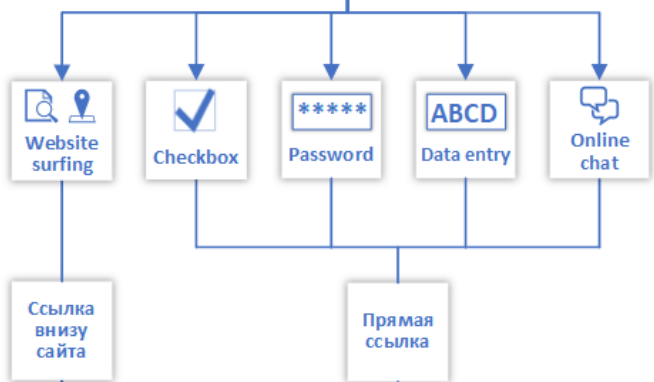 Website
surfing
Checkbox
*****
Password
ABCD
Data entry
Online
chat
Ссылка
внизу
сайта
Прямая
ссылка